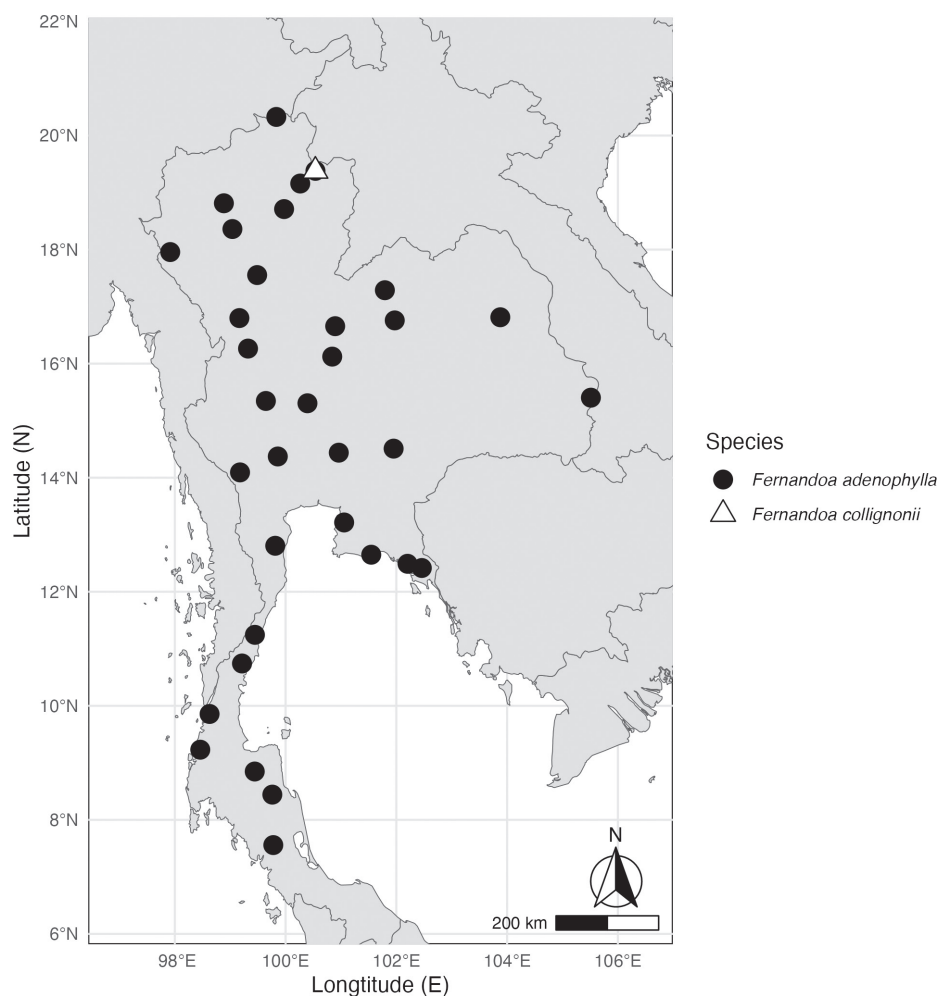 22°N
20°N
18°N
16°N
14°N
12°N
10°N
8°N
6°N
Latitude (N)
98°E 100°E 102°E 104°E 106°E
Longtitude (E)
N
200 km
Species
Fernandoa adenophylla
Fernandoa collignonii